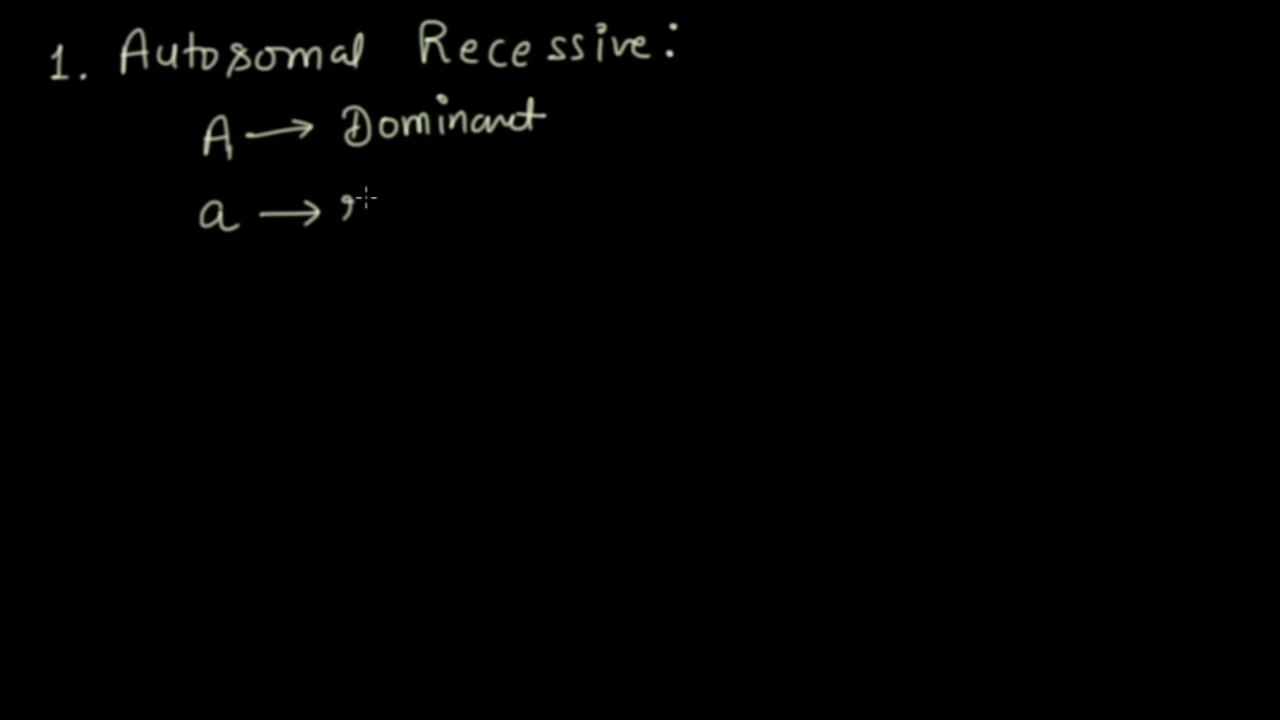 1. Autosomal Recessive:
A → Dominant
a →